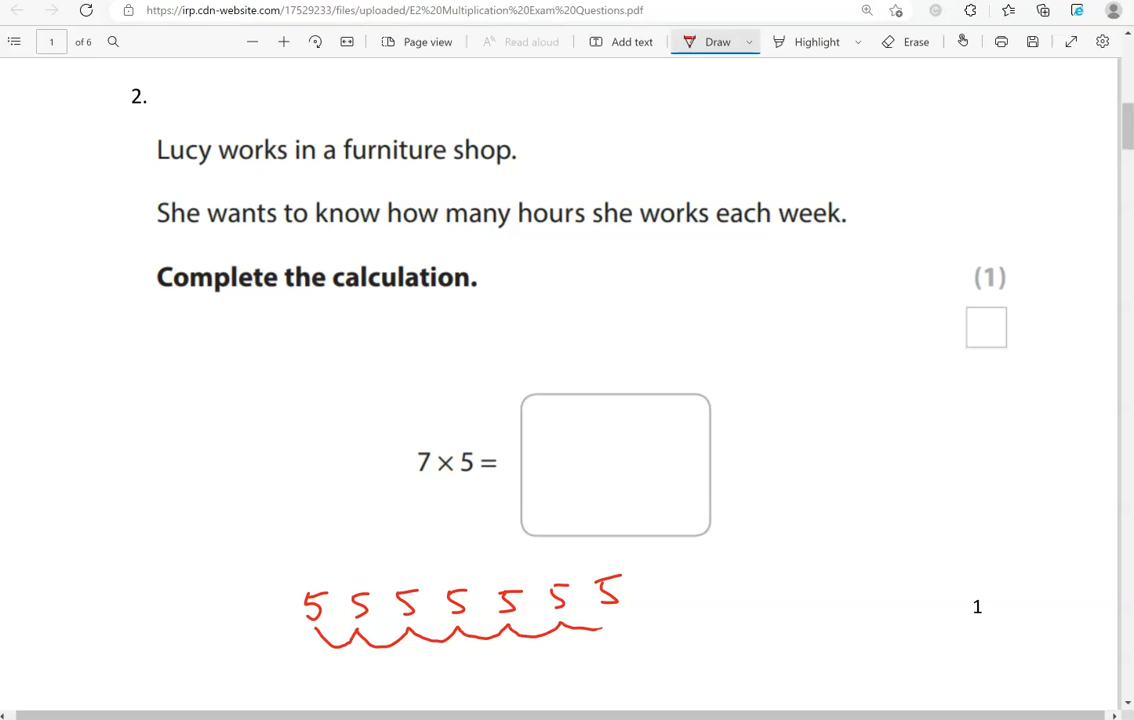 https://irp.cdn-website.com/17529233/files/uploaded/E2%20Multiplication%20Exam%20Questions.pdf
1 of 6 Page view Read aloud Add text Draw Highlight Erase
2.
Lucy works in a furniture shop.
She wants to know how many hours she works each week.
Complete the calculation. (1)
7 × 5 =
5 5 5 5 5 5 5
1